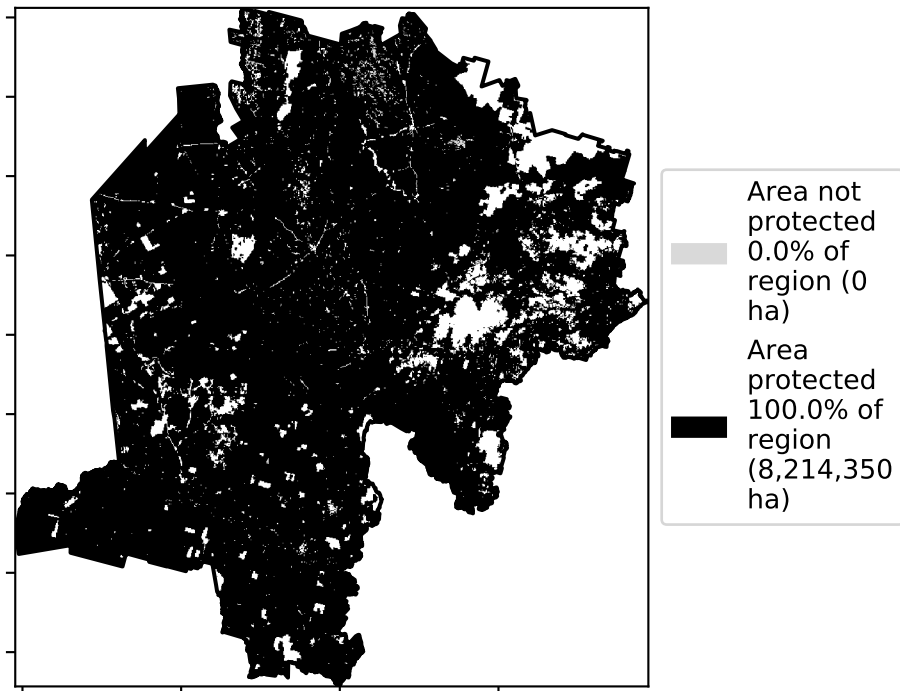 Area not
protected
0.0% of
region (0
ha)
Area
protected
100.0% of
region
(8,214,350
ha)